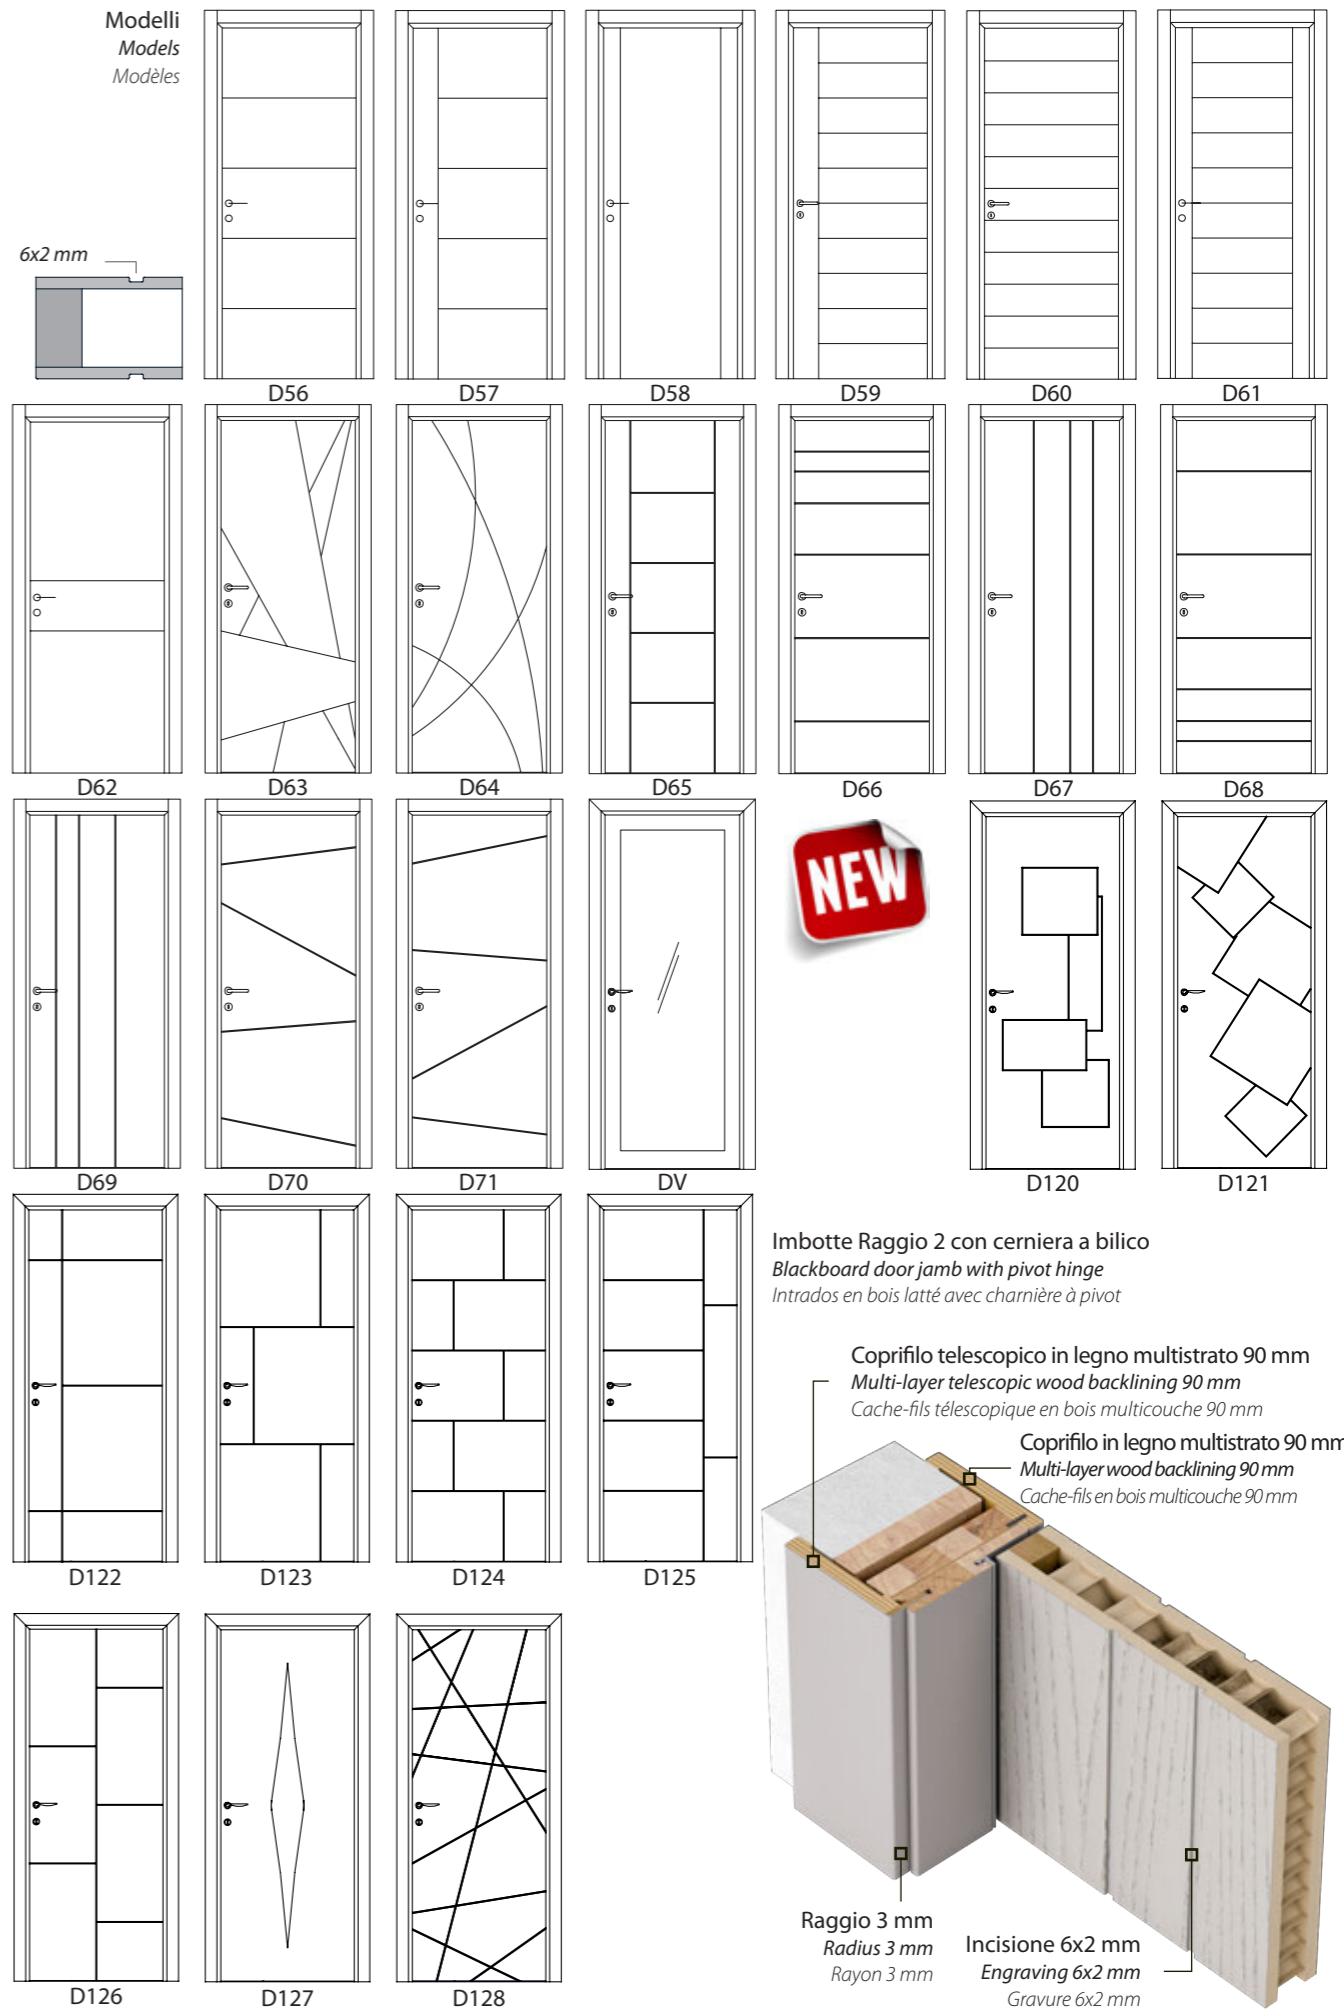 Modelli
Models
Modèles
6x2 mm
D56
D57
D58
D59
D60
D61
D62
D63
D64
D65
D66
D67
D68
NEW
D69
D70
D71
DV
D120
D121
D122
D123
D124
D125
Imbotte Raggio 2 con cerniera a bilico
Blackboard door jamb with pivot hinge
Intrados en bois latté avec charnière à pivot
Coprifilo telescopico in legno multistrato 90 mm
Multi-layer telescopic wood backlining 90 mm
Cache-fils télescopique en bois multicouche 90 mm
Coprifilo in legno multistrato 90 mm
Multi-layer wood backlining 90 mm
Cache-fils en bois multicouche 90 mm
Raggio 3 mm
Radius 3 mm
Rayon 3 mm
Incisione 6x2 mm
Engraving 6x2 mm
Gravure 6x2 mm
D126
D127
D128